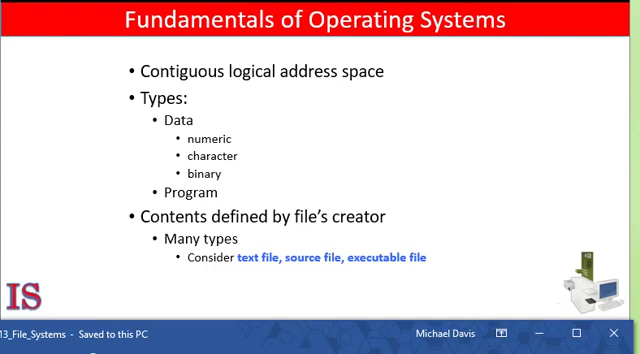 Fundamentals of Operating Systems
• Contiguous logical address space
• Types:
• Data
• numeric
• character
• binary
• Program
• Contents defined by file's creator
• Many types
• Consider text file, source file, executable file
IS
13_File_Systems - Saved to this PC
Michael Davis